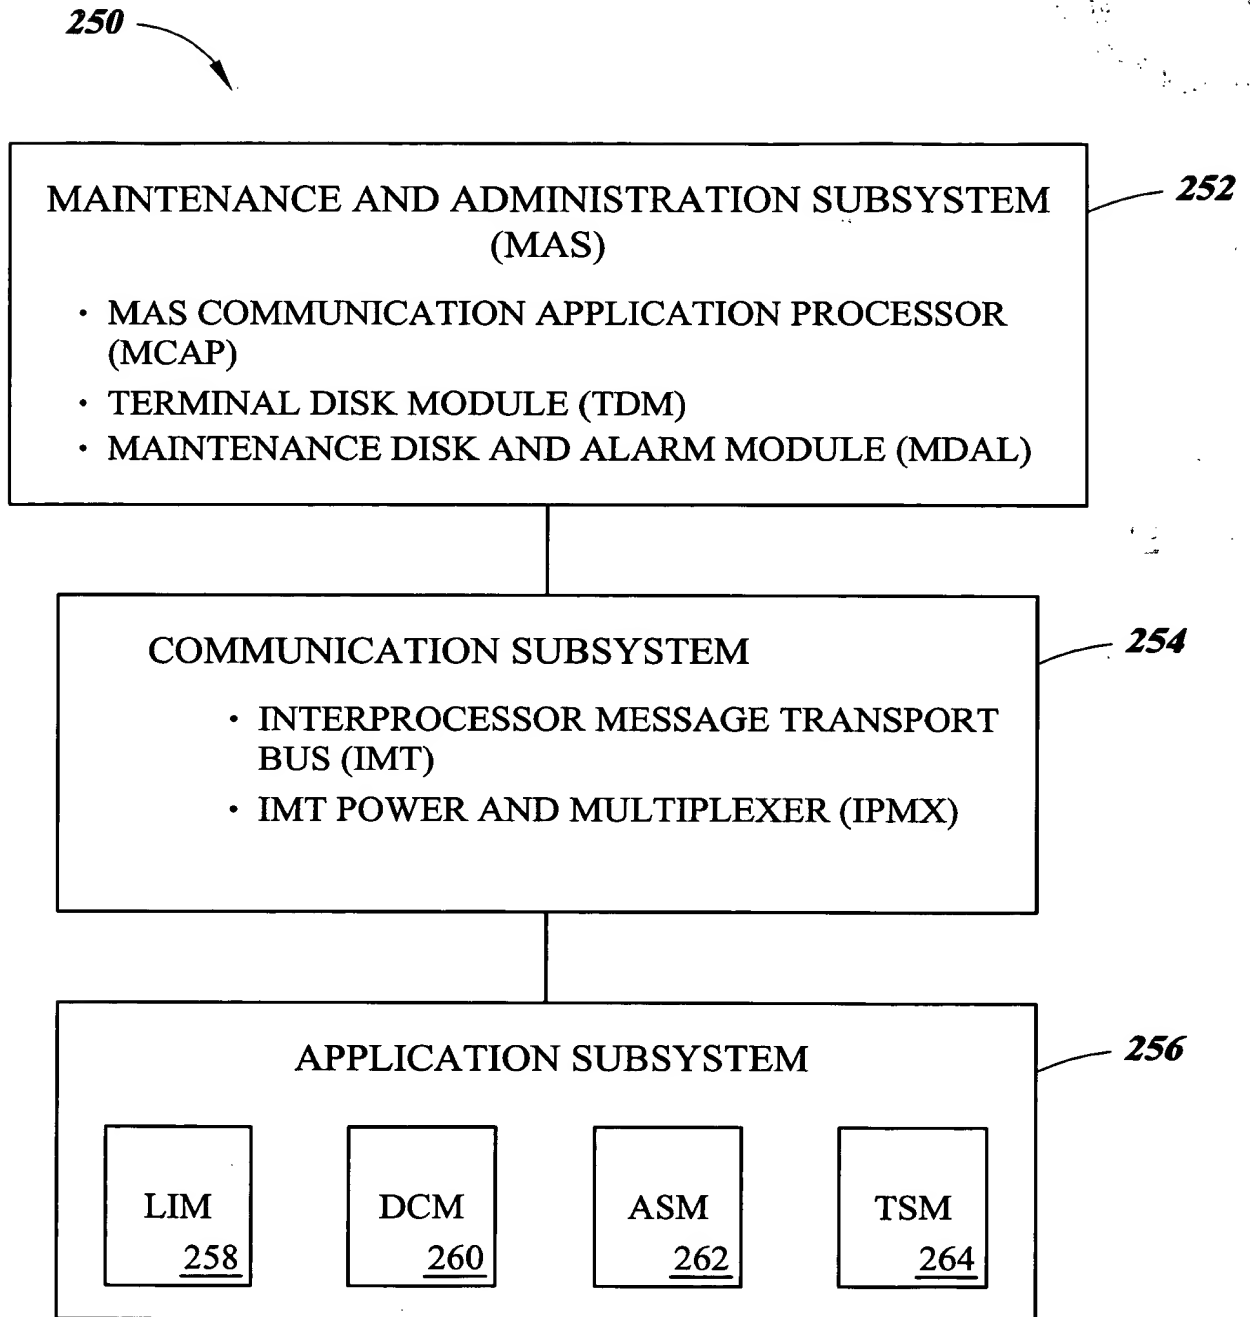 250
MAINTENANCE AND ADMINISTRATION SUBSYSTEM
(MAS)
252
· MAS COMMUNICATION APPLICATION PROCESSOR
(MCAP)
· TERMINAL DISK MODULE (TDM)
· MAINTENANCE DISK AND ALARM MODULE (MDAL)
COMMUNICATION SUBSYSTEM
254
· INTERPROCESSOR MESSAGE TRANSPORT
BUS (IMT)
· IMT POWER AND MULTIPLEXER (IPMX)
APPLICATION SUBSYSTEM
256
LIM
258
DCM
260
ASM
262
TSM
264